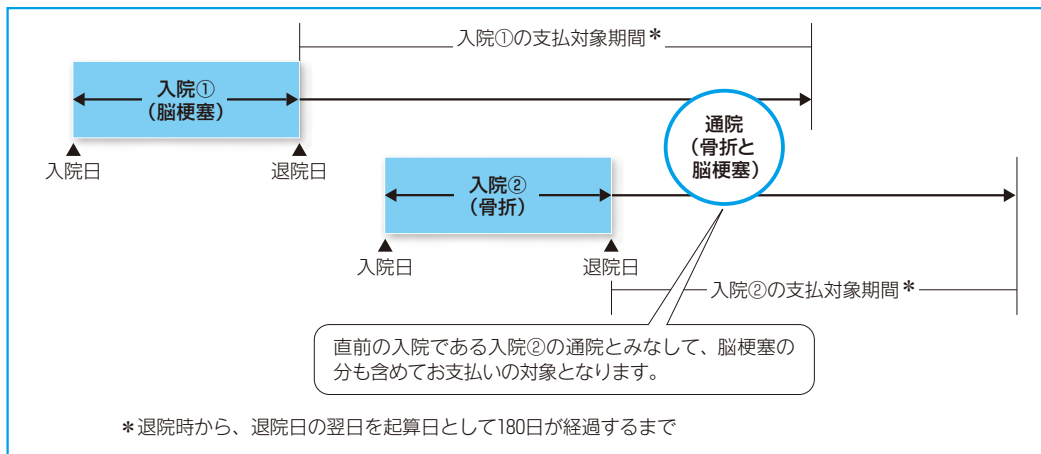 入院①の支払対象期間＊
入院①
（脳梗塞）
入院日
退院日
通院
（骨折と
脳梗塞）
入院②
（骨折）
入院日
退院日
入院②の支払対象期間＊
直前の入院である入院②の通院とみなして、脳梗塞の
分も含めてお支払いの対象となります。
＊退院時から、退院日の翌日を起算日として180日が経過するまで